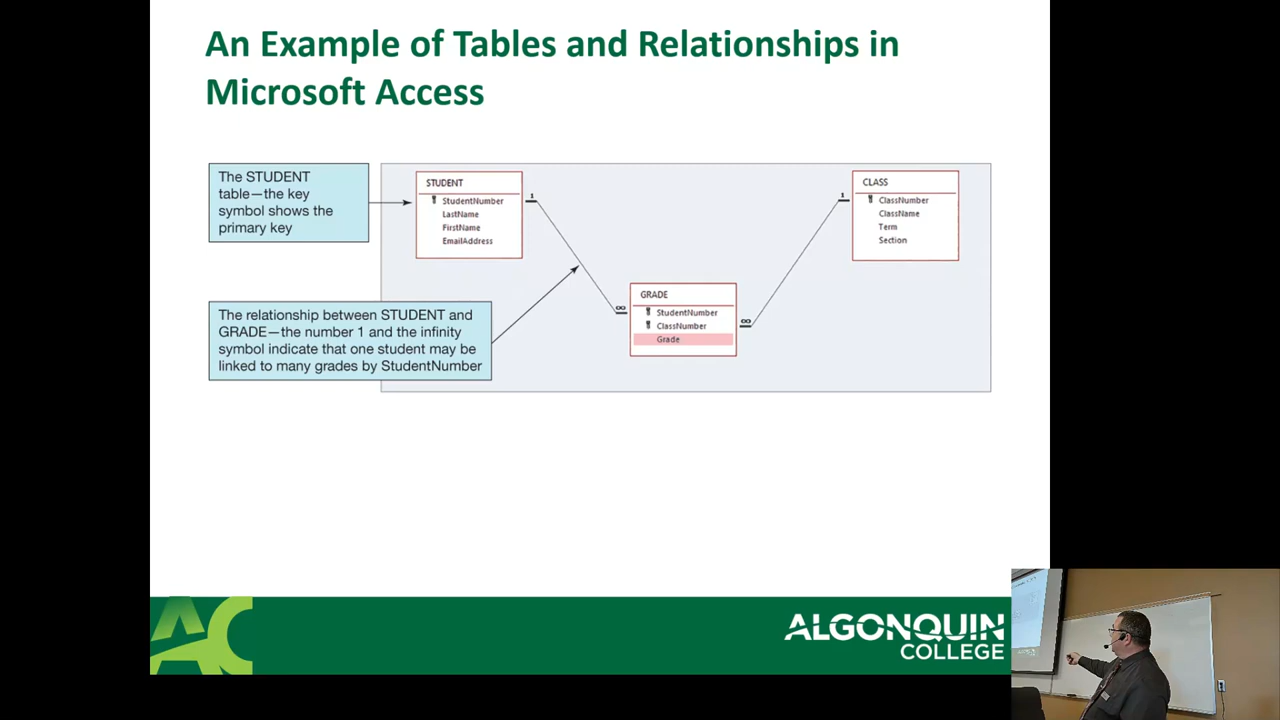 An Example of Tables and Relationships in
Microsoft Access
The STUDENT
table—the key
symbol shows the
primary key
STUDENT
StudentNumber
LastName
FirstName
EmailAddress
1
1
CLASS
ClassNumber
ClassName
Term
Section
The relationship between STUDENT and
GRADE—the number 1 and the infinity
symbol indicate that one student may be
linked to many grades by StudentNumber
∞
GRADE
StudentNumber
ClassNumber
Grade
∞
AC
ALGONQUIN
COLLEGE